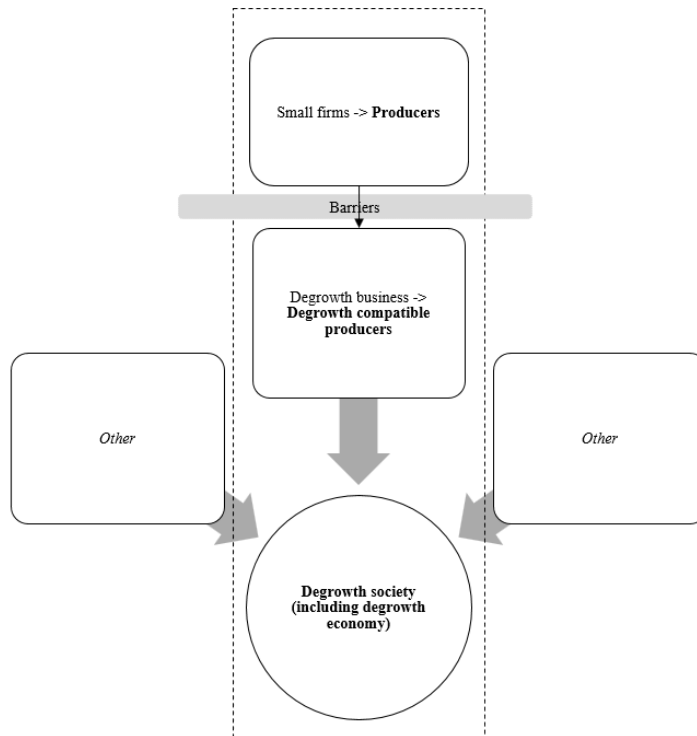 Small firms -> Producers
Barriers
Degrowth business ->
Degrowth compatible
producers
Other
Other
Degrowth society
(including degrowth
economy)